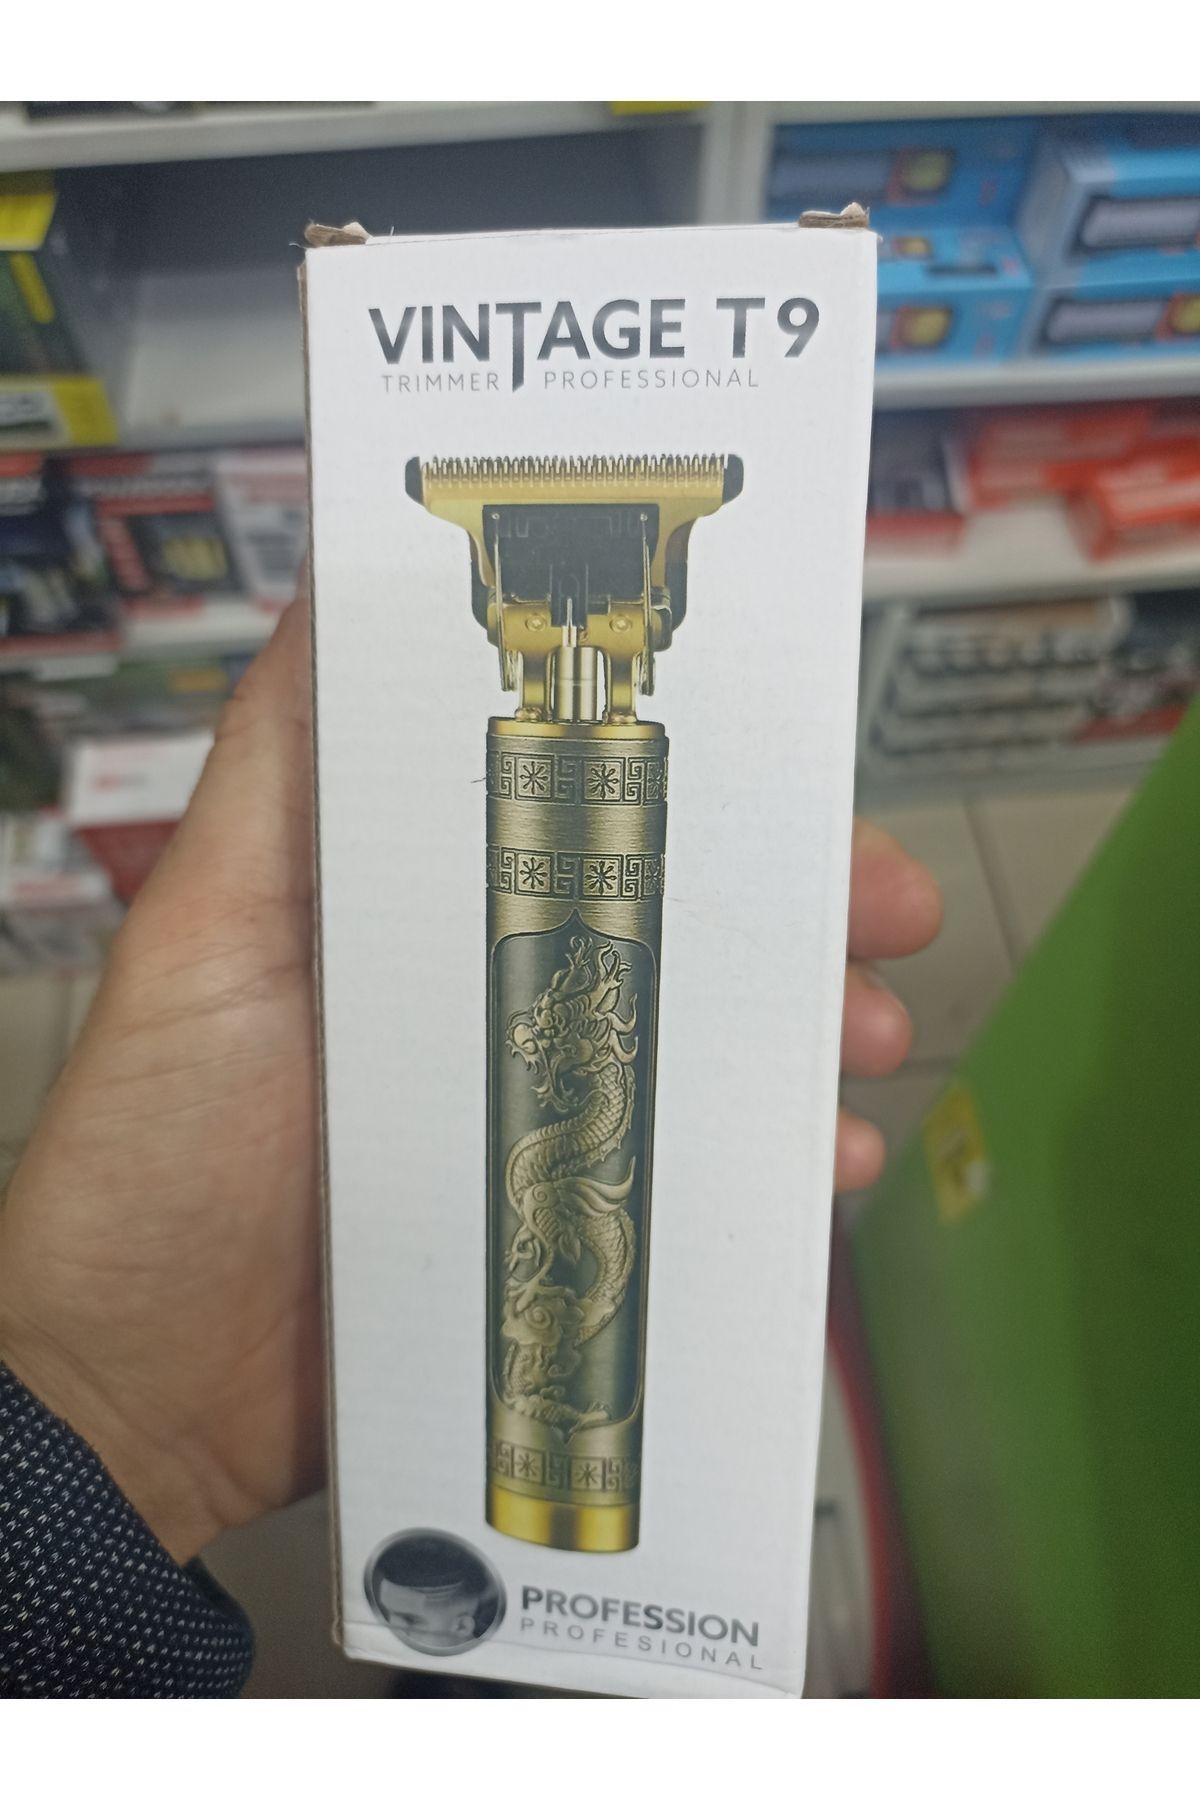 VINTAGE T9
TRIMMER PROFESSIONAL
PROFESSION
PROFESIONAL